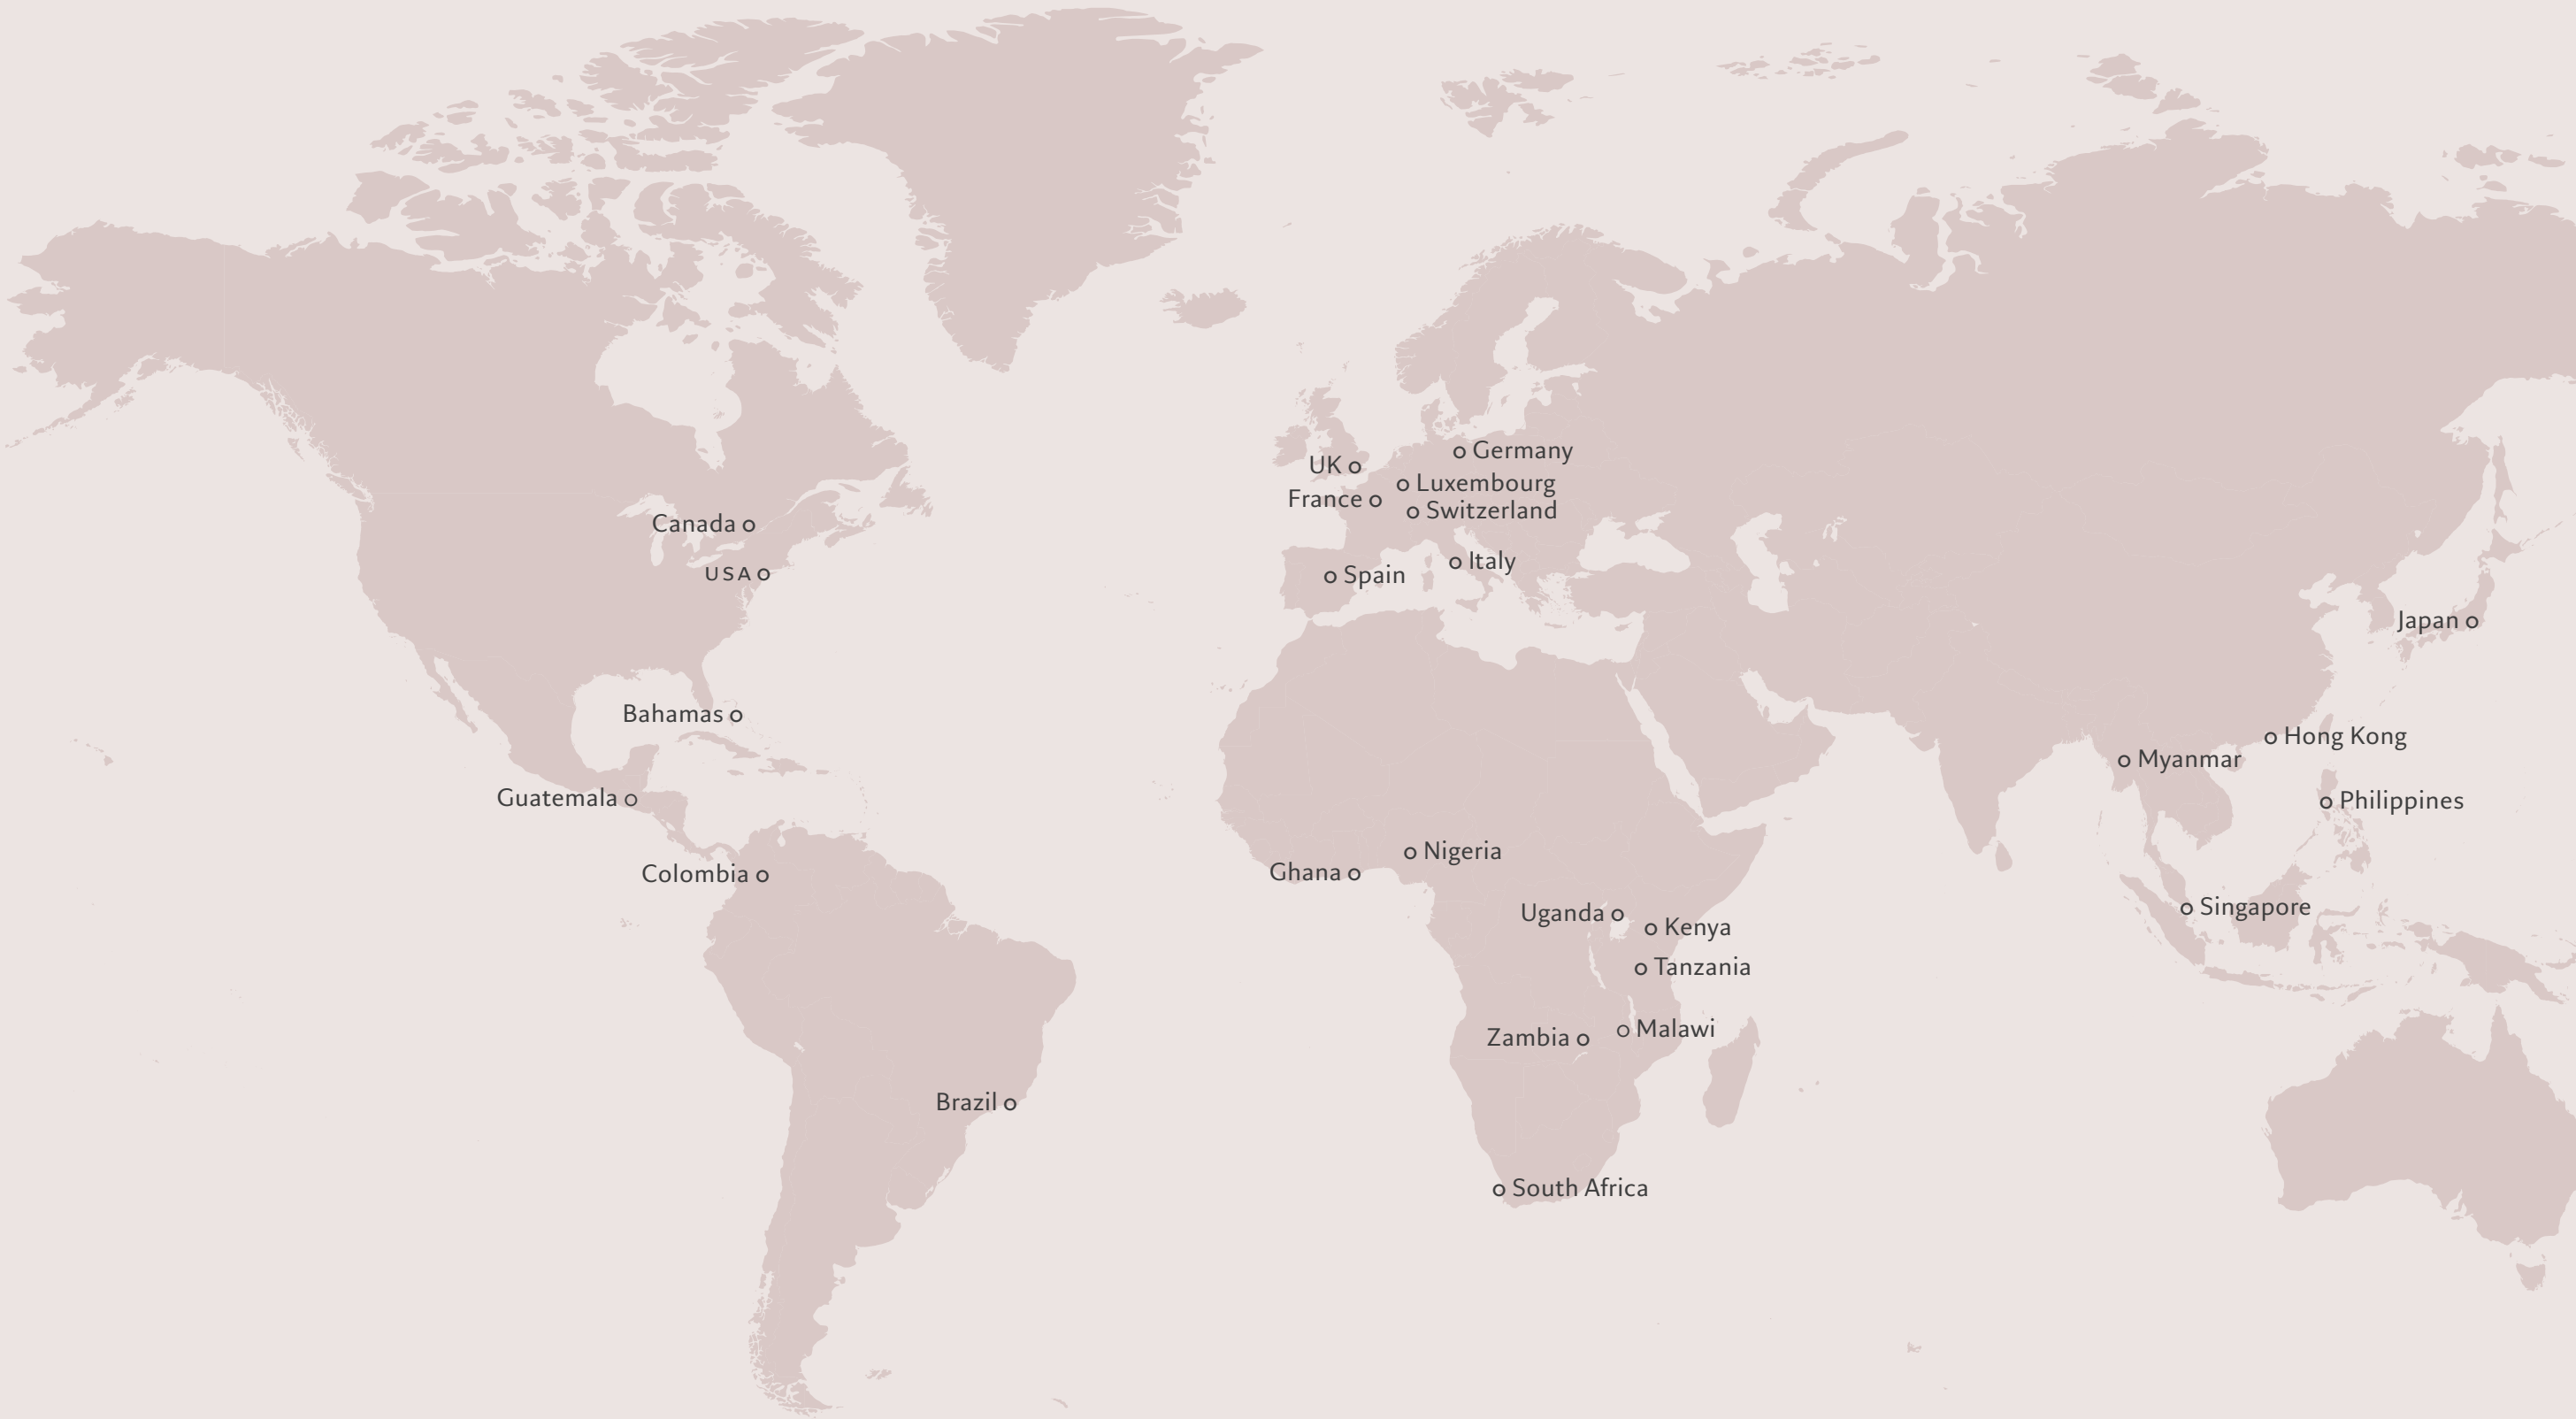 Germany
UK
Luxembourg
France
Switzerland
Canada
Italy
USA
Spain
Japan
Bahamas
Hong Kong
Myanmar
Guatemala
Philippines
Nigeria
Ghana
Colombia
Singapore
Uganda
Kenya
Tanzania
Malawi
Zambia
Brazil
South Africa